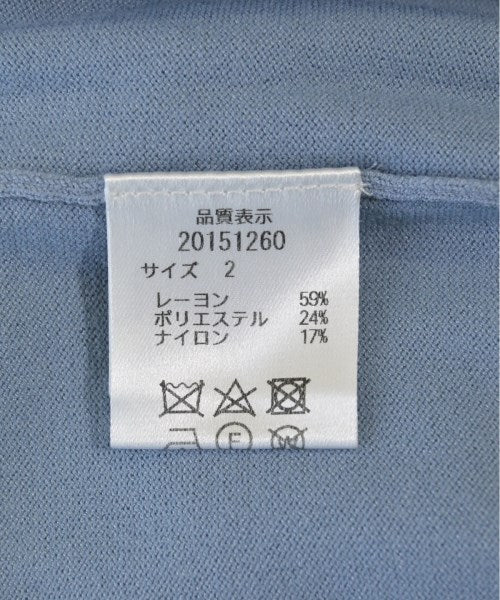 品質表示
20151260
サイズ 2
レーヨン 59%
ポリエステル 24%
ナイロン 17%
F W